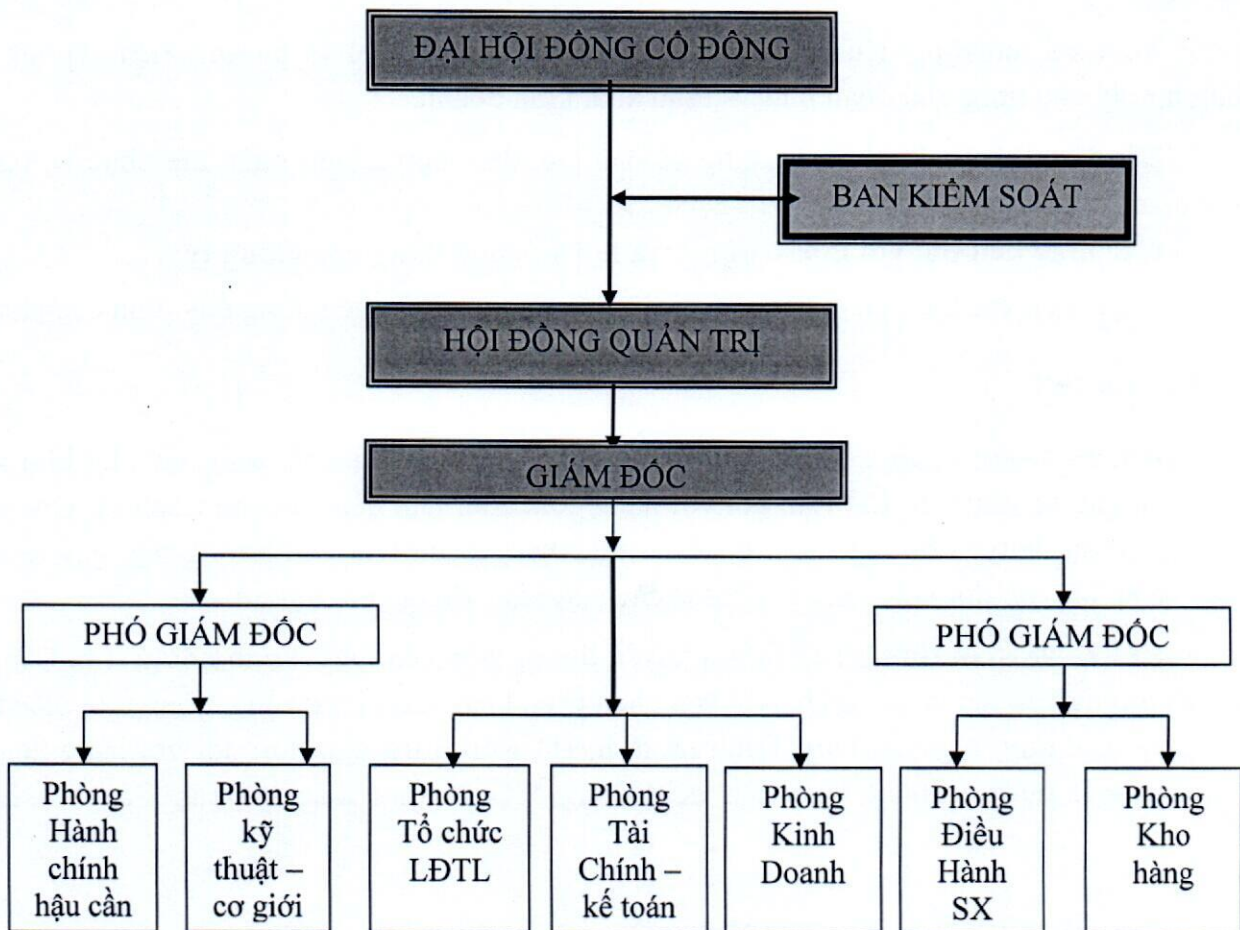 ĐẠI HỘI ĐỒNG CỔ ĐÔNG
BAN KIỂM SOÁT
HỘI ĐỒNG QUẢN TRỊ
GIÁM ĐỐC
PHÓ GIÁM ĐỐC
PHÓ GIÁM ĐỐC
Phòng
Hành
chính
hậu cần
Phòng
kỹ
thuật –
cơ giới
Phòng
Tổ chức
LĐTL
Phòng
Tài
Chính –
kế toán
Phòng
Kinh
Doanh
Phòng
Điều
Hành
SX
Phòng
Kho
hàng